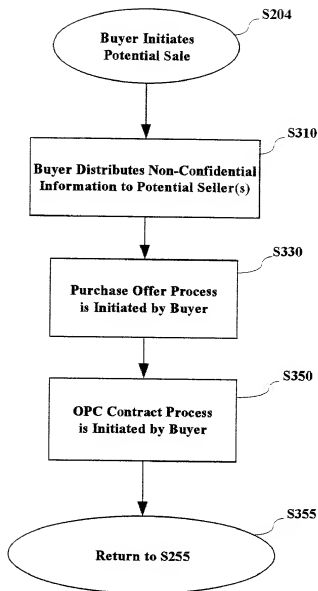 S204
Buyer Initiates
Potential Sale
S310
Buyer Distributes Non-Confidential
Information to Potential Seller(s)
S330
Purchase Offer Process
is Initiated by Buyer
S350
OPC Contract Process
is Initiated by Buyer
S355
Return to S255